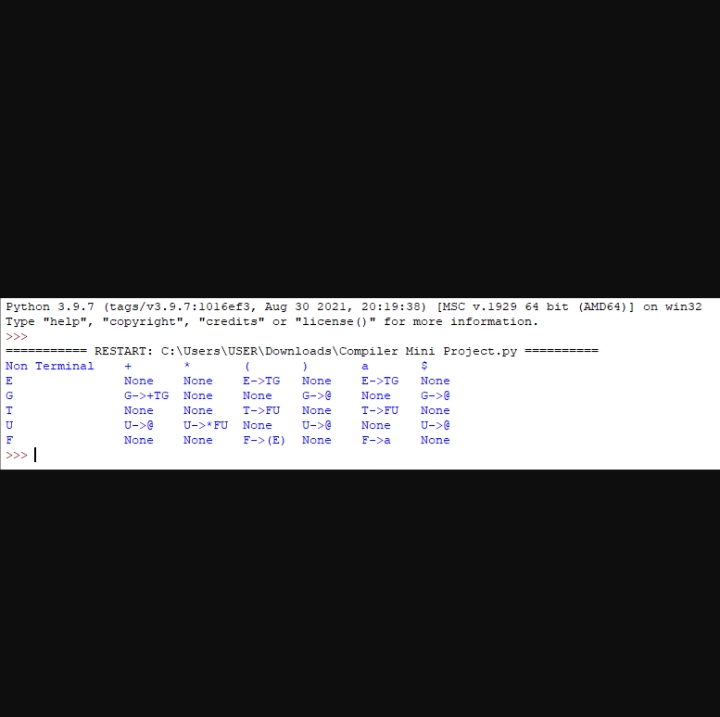 Python 3.9.7 (tags/v3.9.7:1016ef3, Aug 30 2021, 20:19:38) [MSC v.1929 64 bit (AMD64)] on win32
Type "help", "copyright", "credits" or "license()" for more information.
>>>
=========== RESTART: C:\Users\USER\Downloads\Compiler Mini Project.py ==========
Non Terminal + * ( ) a $
E None None E->TG None E->TG None
G G->+TG None None G->@ None G->@
T None None T->FU None T->FU None
U U->@ U->*FU None U->@ None U->@
F None None F->(E) None F->a None
>>>